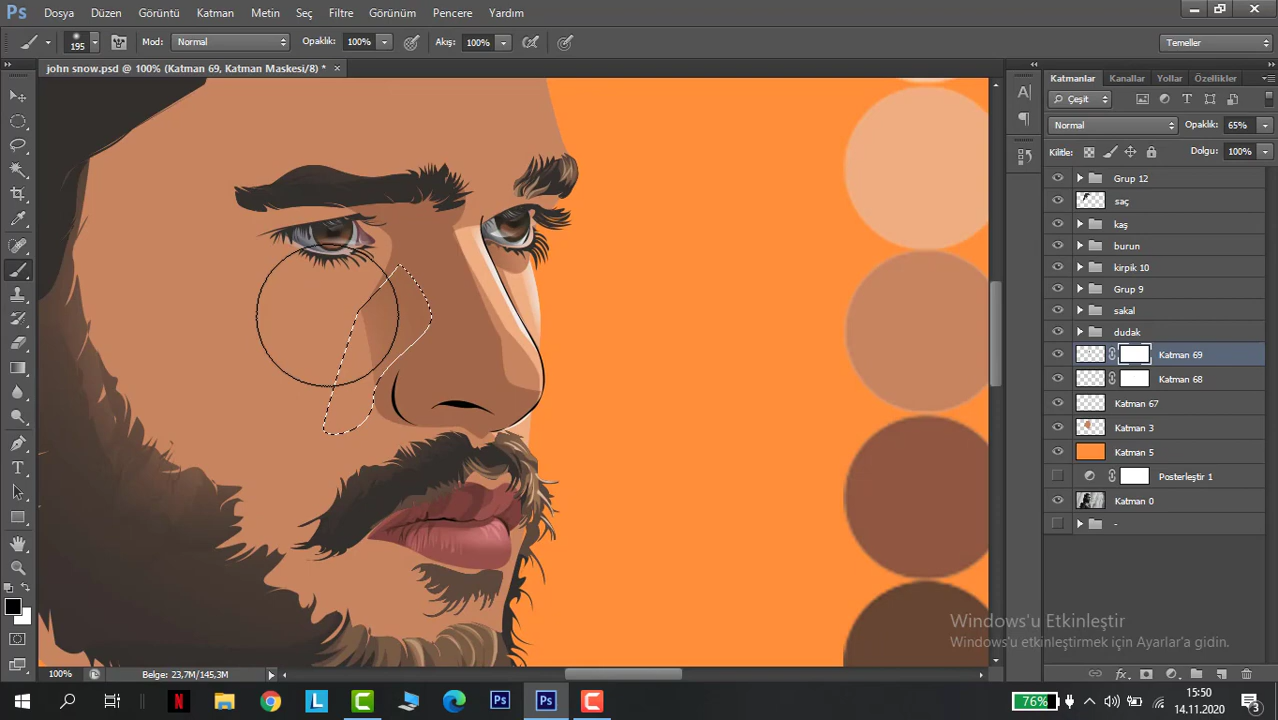 Ps Dosya Düzen Görüntü Katman Metin Seç Filtre Görünüm Pencere Yardım
195 Mod: Normal Opaklık: 100% Akış: 100% Temeller
john snow.psd @ 100% (Katman 69, Katman Maskesi/8) * ×
Katmanlar Kanallar Yollar Özellikler
Çeşit
Normal Opaklık: 65%
Kilitle: Dolgu: 100%
Grup 12
saç
kaş
burun
kirpik 10
Grup 9
sakal
dudak
Katman 69
Katman 68
Katman 67
Katman 3
Katman 5
Posterleştir 1
Katman 0
-
Windows'u Etkinleştir
Windows'u etkinleştirmek için Ayarlar'a gidin.
100% Belge: 23,7M/145,3M
N L C Ps Ps C 76% 15:50
14.11.2020 3